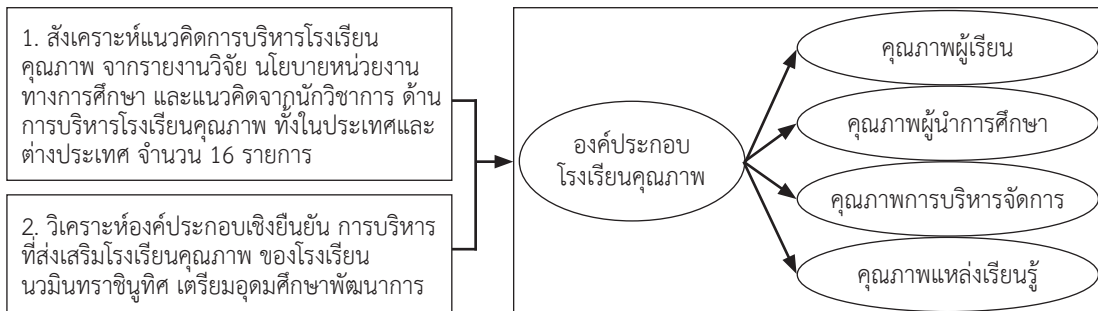 1. สังเคราะห์แนวคิดการบริหารโรงเรียน
คุณภาพ จากรายงานวิจัย นโยบายหน่วยงาน
ทางการศึกษา และแนวคิดจากนักวิชาการ ด้าน
การบริหารโรงเรียนคุณภาพ ทั้งในประเทศและ
ต่างประเทศ จำนวน 16 รายการ
2. วิเคราะห์องค์ประกอบเชิงยืนยัน การบริหาร
ที่ส่งเสริมโรงเรียนคุณภาพ ของโรงเรียน
นวมินทราชินูทิศ เตรียมอุดมศึกษาพัฒนาการ
องค์ประกอบ
โรงเรียนคุณภาพ
คุณภาพผู้เรียน
คุณภาพผู้นำการศึกษา
คุณภาพการบริหารจัดการ
คุณภาพแหล่งเรียนรู้